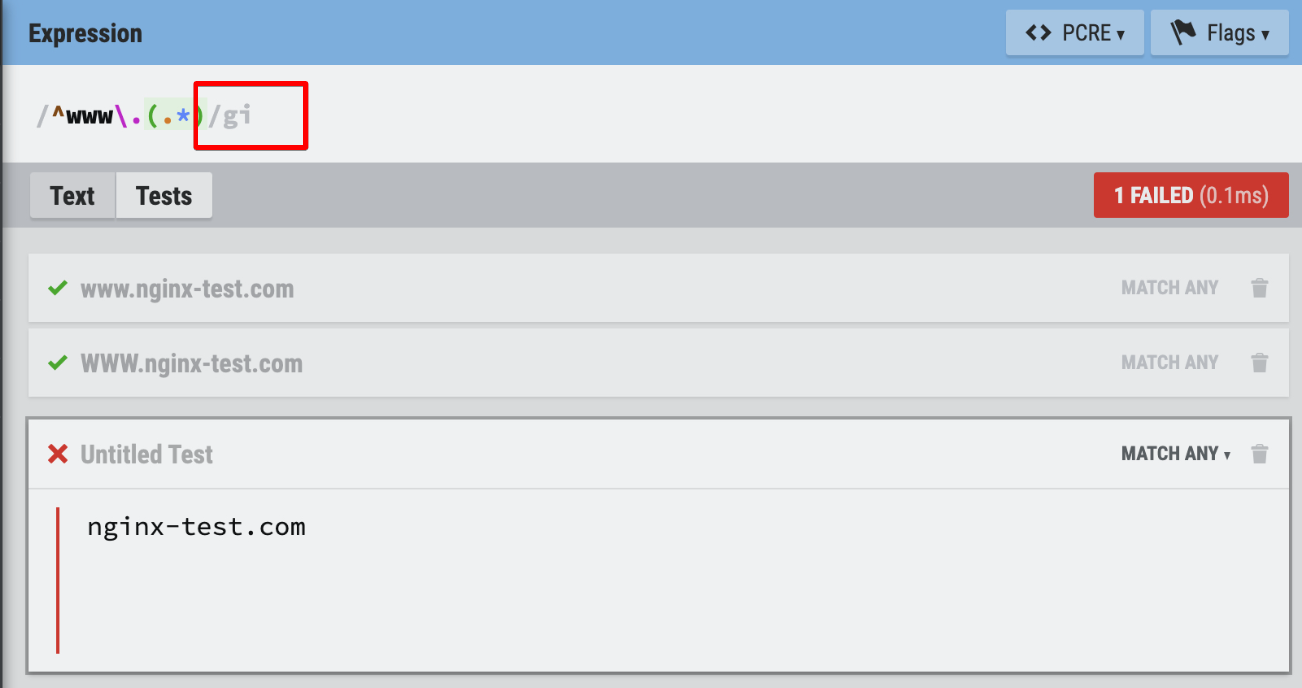 Expression
<> PCRE ▾
Flags ▾
/^www\.(.*)/gi
Text
Tests
1 FAILED (0.1ms)
www.nginx-test.com
MATCH ANY
WWW.nginx-test.com
MATCH ANY
Untitled Test
MATCH ANY ▾
nginx-test.com